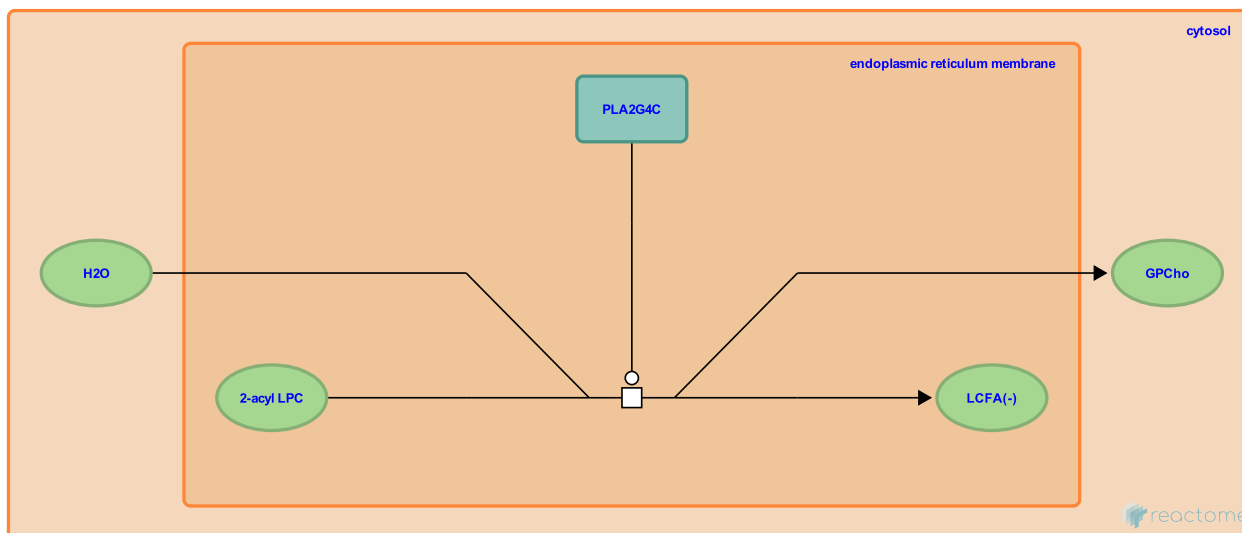 cytosol
endoplasmic reticulum membrane
PLA2G4C
H2O
GPCho
2-acyl LPC
LCFA(-)
reactome